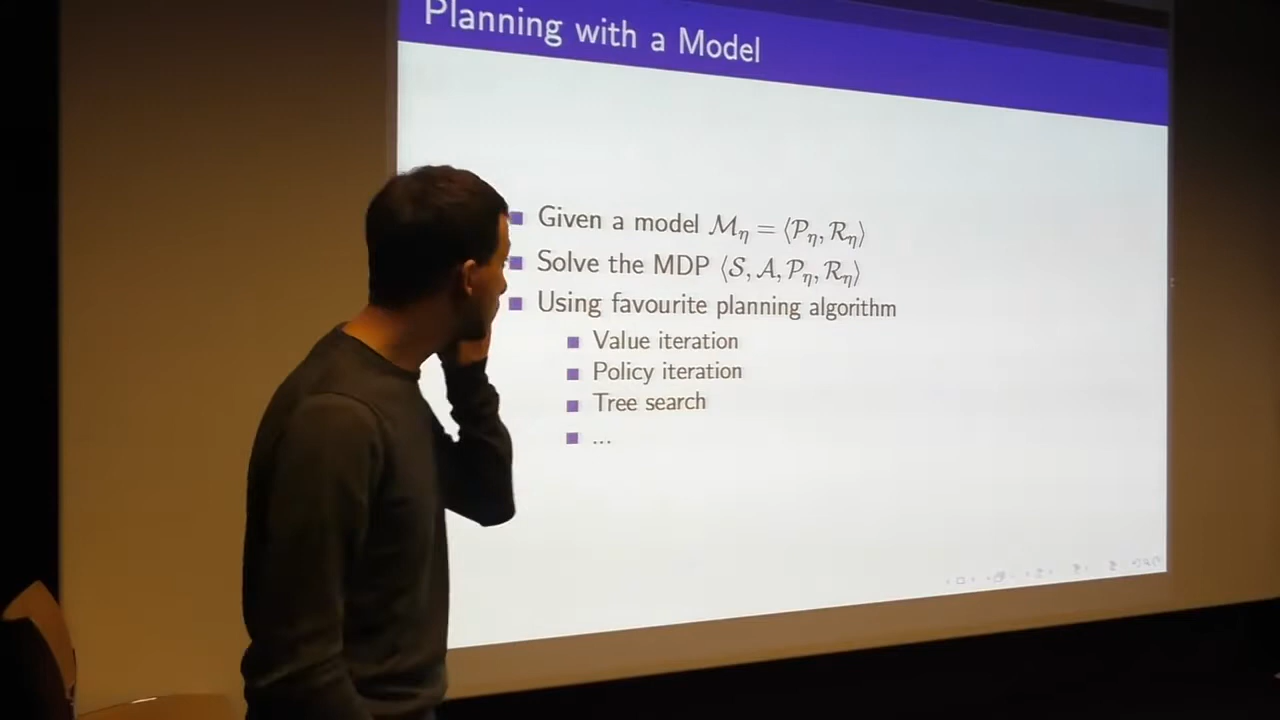 Planning with a Model
Given a model ℳ_η = ⟨𝒫_η, ℛ_η⟩
Solve the MDP ⟨𝒮, 𝒜, 𝒫_η, ℛ_η⟩
Using favourite planning algorithm
Value iteration
Policy iteration
Tree search
...